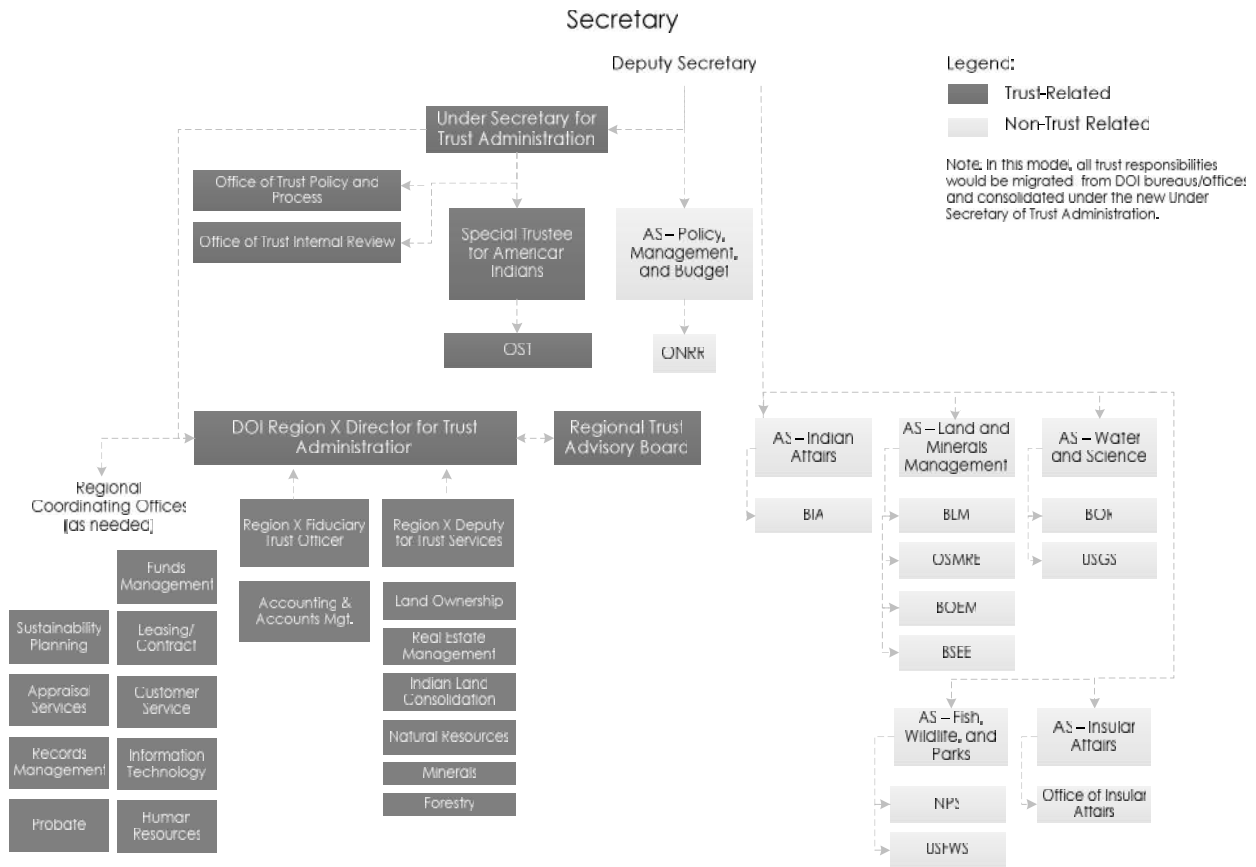 Secretary
Deputy Secretary
Legend:
Trust-Related
Non-Trust Related
Note. In this model, all trust responsibilities
would be migrated from DOI bureaus/offices
and consolidated under the new Under
Secretary of Trust Administration.
Under Secretary for
Trust Administration
Office of Trust Policy and
Process
Office of Trust Internal Review
Special Trustee
for American
Indians
AS – Policy,
Management,
and Budget
OST
ONRR
DOI Region X Director for Trust
Administration
Regional Trust
Advisory Board
AS – Indian
Affairs
AS – Land and
Minerals
Management
AS – Water
and Science
Regional
Coordinating Offices
(as needed)
Region X Fiduciary
Trust Officer
Region X Deputy
for Trust Services
BIA
BLM
BOR
OSMRE
USGS
BOEM
BSEE
Funds
Management
Accounting &
Accounts Mgt.
Land Ownership
Sustainability
Planning
Leasing/
Contract
Real Estate
Management
Appraisal
Services
Customer
Service
Indian Land
Consolidation
Records
Management
Information
Technology
Natural Resources
Minerals
Forestry
Probate
Human
Resources
AS – Fish,
Wildlife, and
Parks
AS – Insular
Affairs
NPS
Office of Insular
Affairs
USFWS